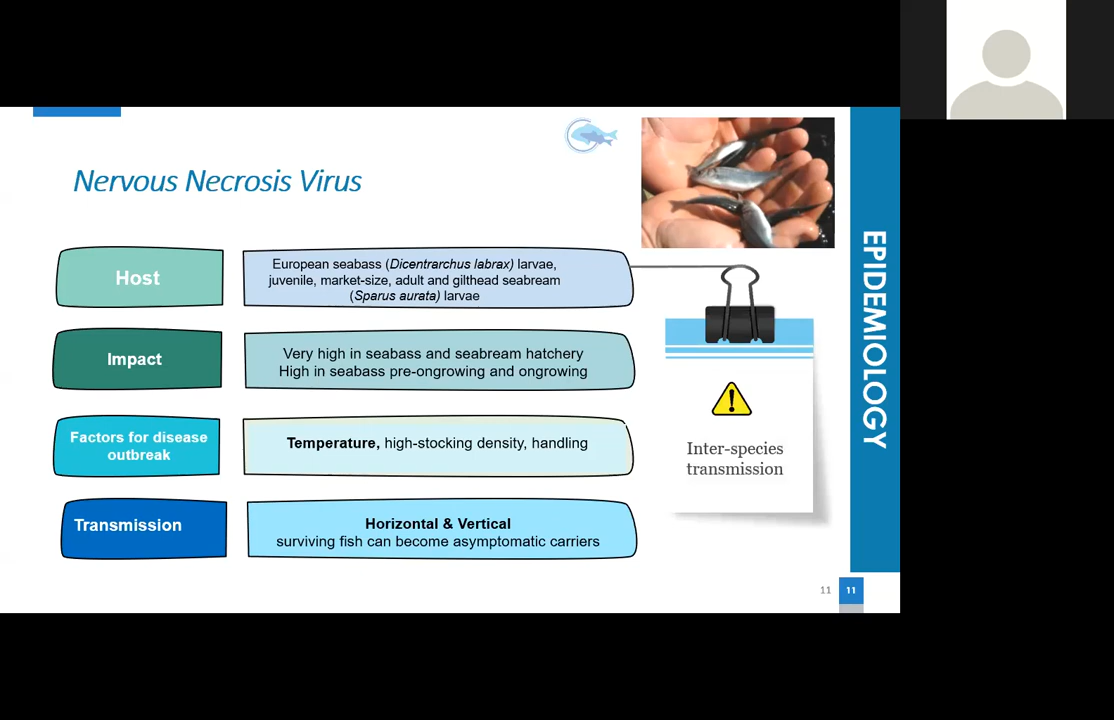 Nervous Necrosis Virus
Host
European seabass (Dicentrarchus labrax) larvae,
juvenile, market-size, adult and gilthead seabream
(Sparus aurata) larvae
Impact
Very high in seabass and seabream hatchery
High in seabass pre-ongrowing and ongrowing
Factors for disease
outbreak
Temperature, high-stocking density, handling
Transmission
Horizontal & Vertical
surviving fish can become asymptomatic carriers
Inter-species
transmission
EPIDEMIOLOGY
11
11